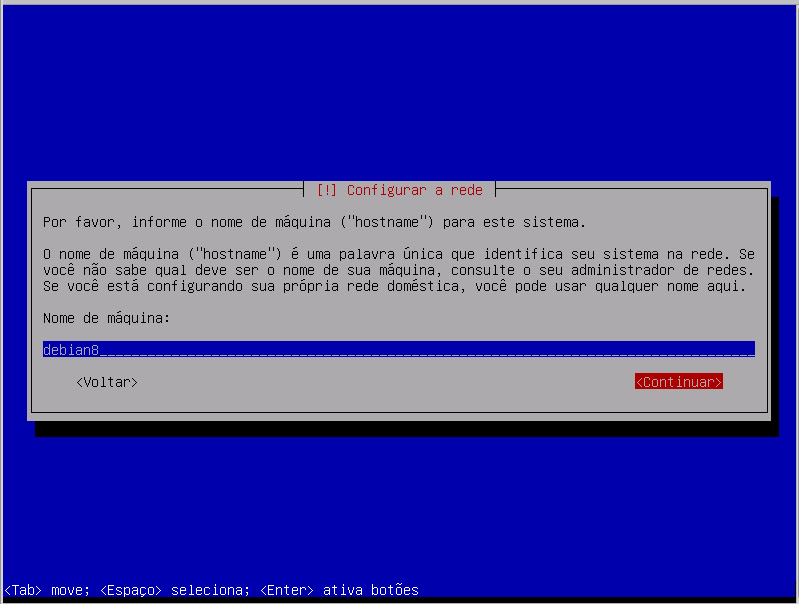 [!] Configurar a rede
Por favor, informe o nome de máquina ("hostname") para este sistema.
O nome de máquina ("hostname") é uma palavra única que identifica seu sistema na rede. Se
você não sabe qual deve ser o nome de sua máquina, consulte o seu administrador de redes.
Se você está configurando sua própria rede doméstica, você pode usar qualquer nome aqui.
Nome de máquina:
debian8
<Voltar> <Continuar>
<Tab> move; <Espaço> seleciona; <Enter> ativa botões